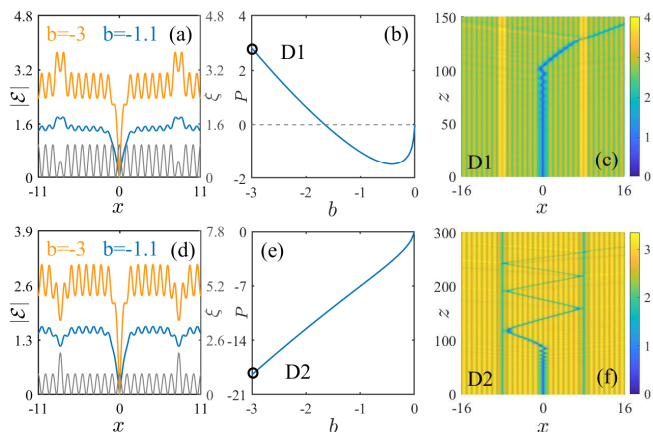 4.8
3.2
1.6
0
|ℰ|
b=-3 b=-1.1 (a)
4.8
3.2
1.6
0
ξ
-11 0 11
x
4
2
0
-2
P
(b)
D1
-3 -2 -1 0
b
150
100
50
0
z
D1
(c)
-16 0 16
x
4
3
2
1
0
3.9
2.6
1.3
0
|ℰ|
b=-3 b=-1.1
(d)
7.8
5.2
2.6
0
ξ
-11 0 11
x
0
-7
-14
-21
P
(e)
D2
-3 -2 -1 0
b
300
200
100
0
z
D2
(f)
-16 0 16
x
3
2
1
0